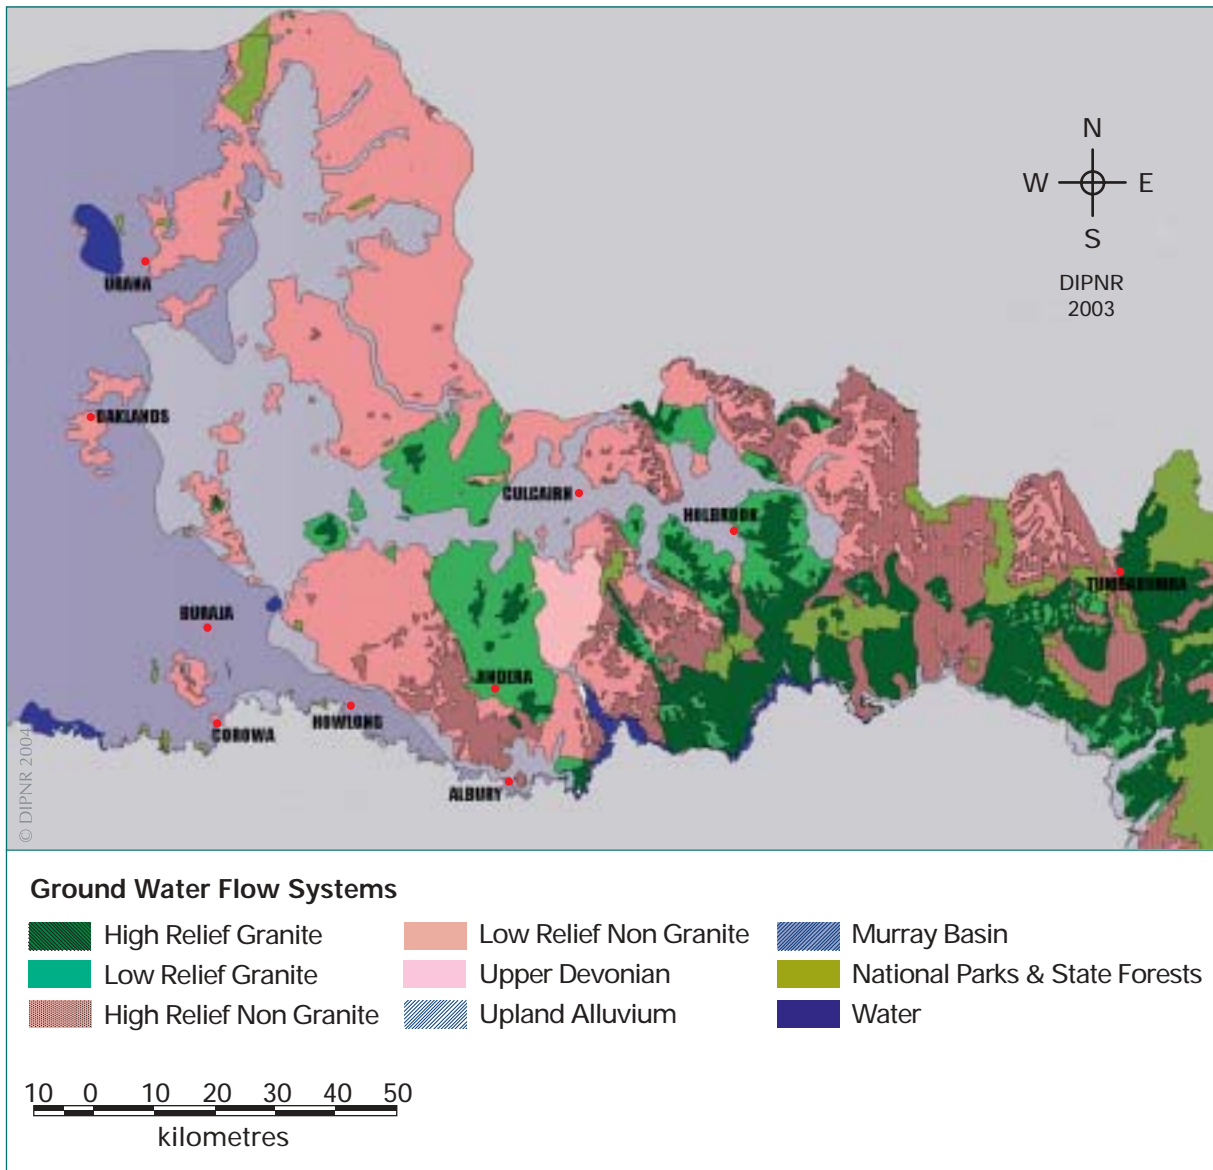 N
W E
S
DIPNR
2003
URANA
OAKLANDS
CULCAIRN
HOLBROOK
TUMBARUMBA
BURAJA
JINDERA
HOWLONG
COROWA
ALBURY
© DIPNR 2004
Ground Water Flow Systems
High Relief Granite
Low Relief Granite
High Relief Non Granite
Low Relief Non Granite
Upper Devonian
Upland Alluvium
Murray Basin
National Parks & State Forests
Water
10 0 10 20 30 40 50
kilometres